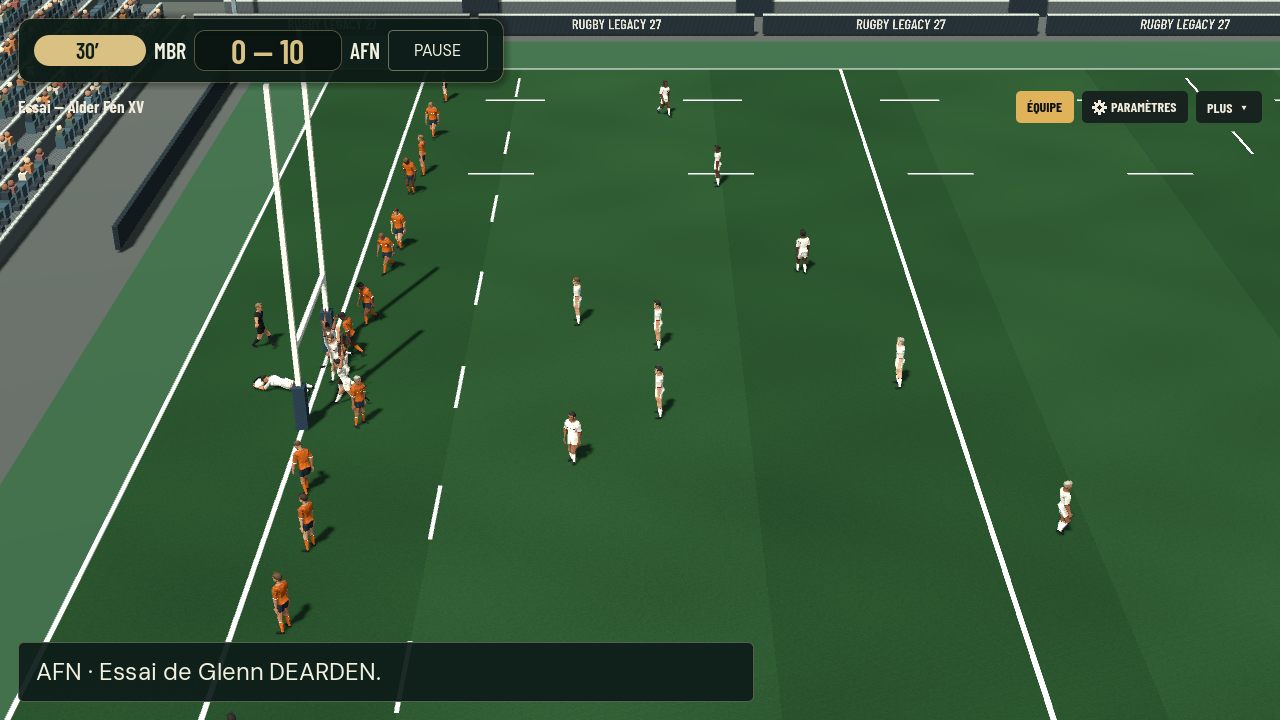 RUGBY LEGACY 27
RUGBY LEGACY 27
RUGBY LEGACY 27
30′
MBR
0 — 10
AFN
PAUSE
Essai — Alder Fen XV
ÉQUIPE
PARAMÈTRES
PLUS ▼
AFN · Essai de Glenn DEARDEN.